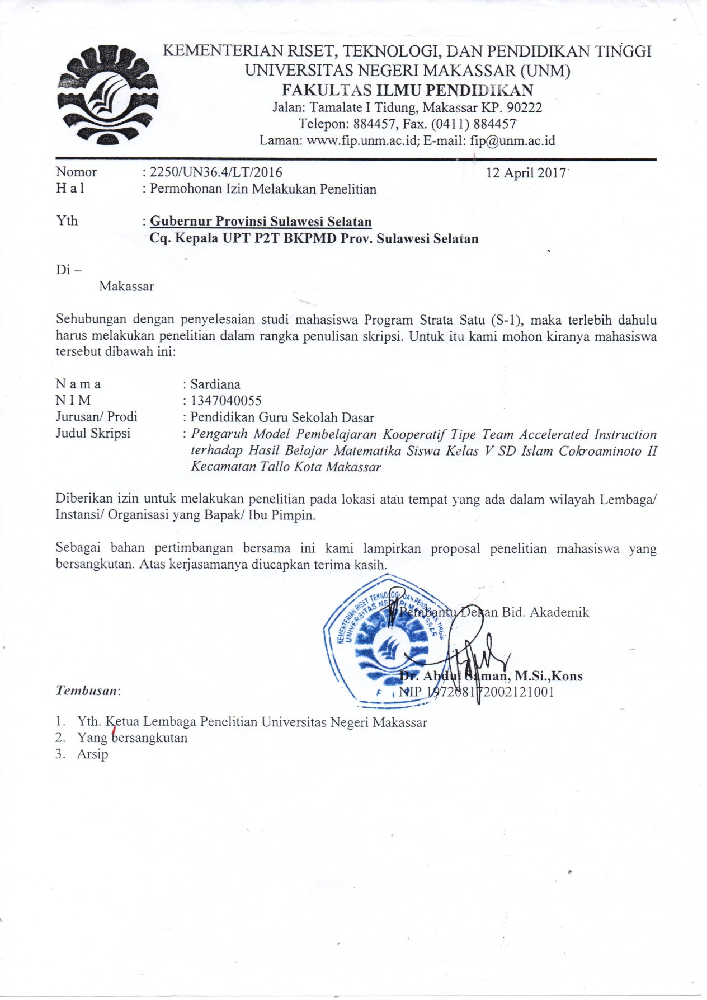 KEMENTERIAN RISET, TEKNOLOGI, DAN PENDIDIKAN TINGGI
UNIVERSITAS NEGERI MAKASSAR (UNM)
FAKULTAS ILMU PENDIDIKAN
Jalan: Tamalate I Tidung, Makassar KP. 90222
Telepon: 884457, Fax. (0411) 884457
Laman: www.fip.unm.ac.id; E-mail: fip@unm.ac.id
Nomor : 2250/UN36.4/LT/2016 12 April 2017
H a l : Permohonan Izin Melakukan Penelitian
Yth : Gubernur Provinsi Sulawesi Selatan
Cq. Kepala UPT P2T BKPMD Prov. Sulawesi Selatan
Di –
Makassar
Sehubungan dengan penyelesaian studi mahasiswa Program Strata Satu (S-1), maka terlebih dahulu
harus melakukan penelitian dalam rangka penulisan skripsi. Untuk itu kami mohon kiranya mahasiswa
tersebut dibawah ini:
N a m a : Sardiana
N I M : 1347040055
Jurusan/ Prodi : Pendidikan Guru Sekolah Dasar
Judul Skripsi : Pengaruh Model Pembelajaran Kooperatif Tipe Team Accelerated Instruction
terhadap Hasil Belajar Matematika Siswa Kelas V SD Islam Cokroaminoto II
Kecamatan Tallo Kota Makassar
Diberikan izin untuk melakukan penelitian pada lokasi atau tempat yang ada dalam wilayah Lembaga/
Instansi/ Organisasi yang Bapak/ Ibu Pimpin.
Sebagai bahan pertimbangan bersama ini kami lampirkan proposal penelitian mahasiswa yang
bersangkutan. Atas kerjasamanya diucapkan terima kasih.
KEMENTERIAN RISET TEKNOLOGI DAN PENDIDIKAN TINGGI
UNIVERSITAS NEGERI MAKASSAR
F I P
Pembantu Dekan Bid. Akademik
Dr. Abdul Saman, M.Si.,Kons
NIP 197208172002121001
Tembusan:
1. Yth. Ketua Lembaga Penelitian Universitas Negeri Makassar
2. Yang bersangkutan
3. Arsip